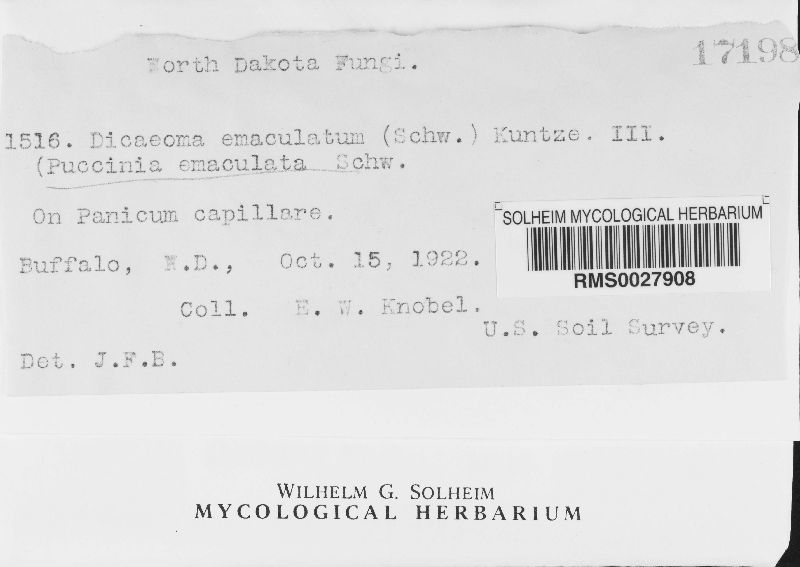 17198
North Dakota Fungi.
1516. Dicaeoma emaculatum (Schw.) Kuntze. III.
(Puccinia emaculata Schw.
On Panicum capillare.
Buffalo, N.D., Oct. 15, 1922.
Coll. E. W. Knobel.
U.S. Soil Survey.
Det. J.F.B.
SOLHEIM MYCOLOGICAL HERBARIUM
RMS0027908
WILHELM G. SOLHEIM
MYCOLOGICAL HERBARIUM